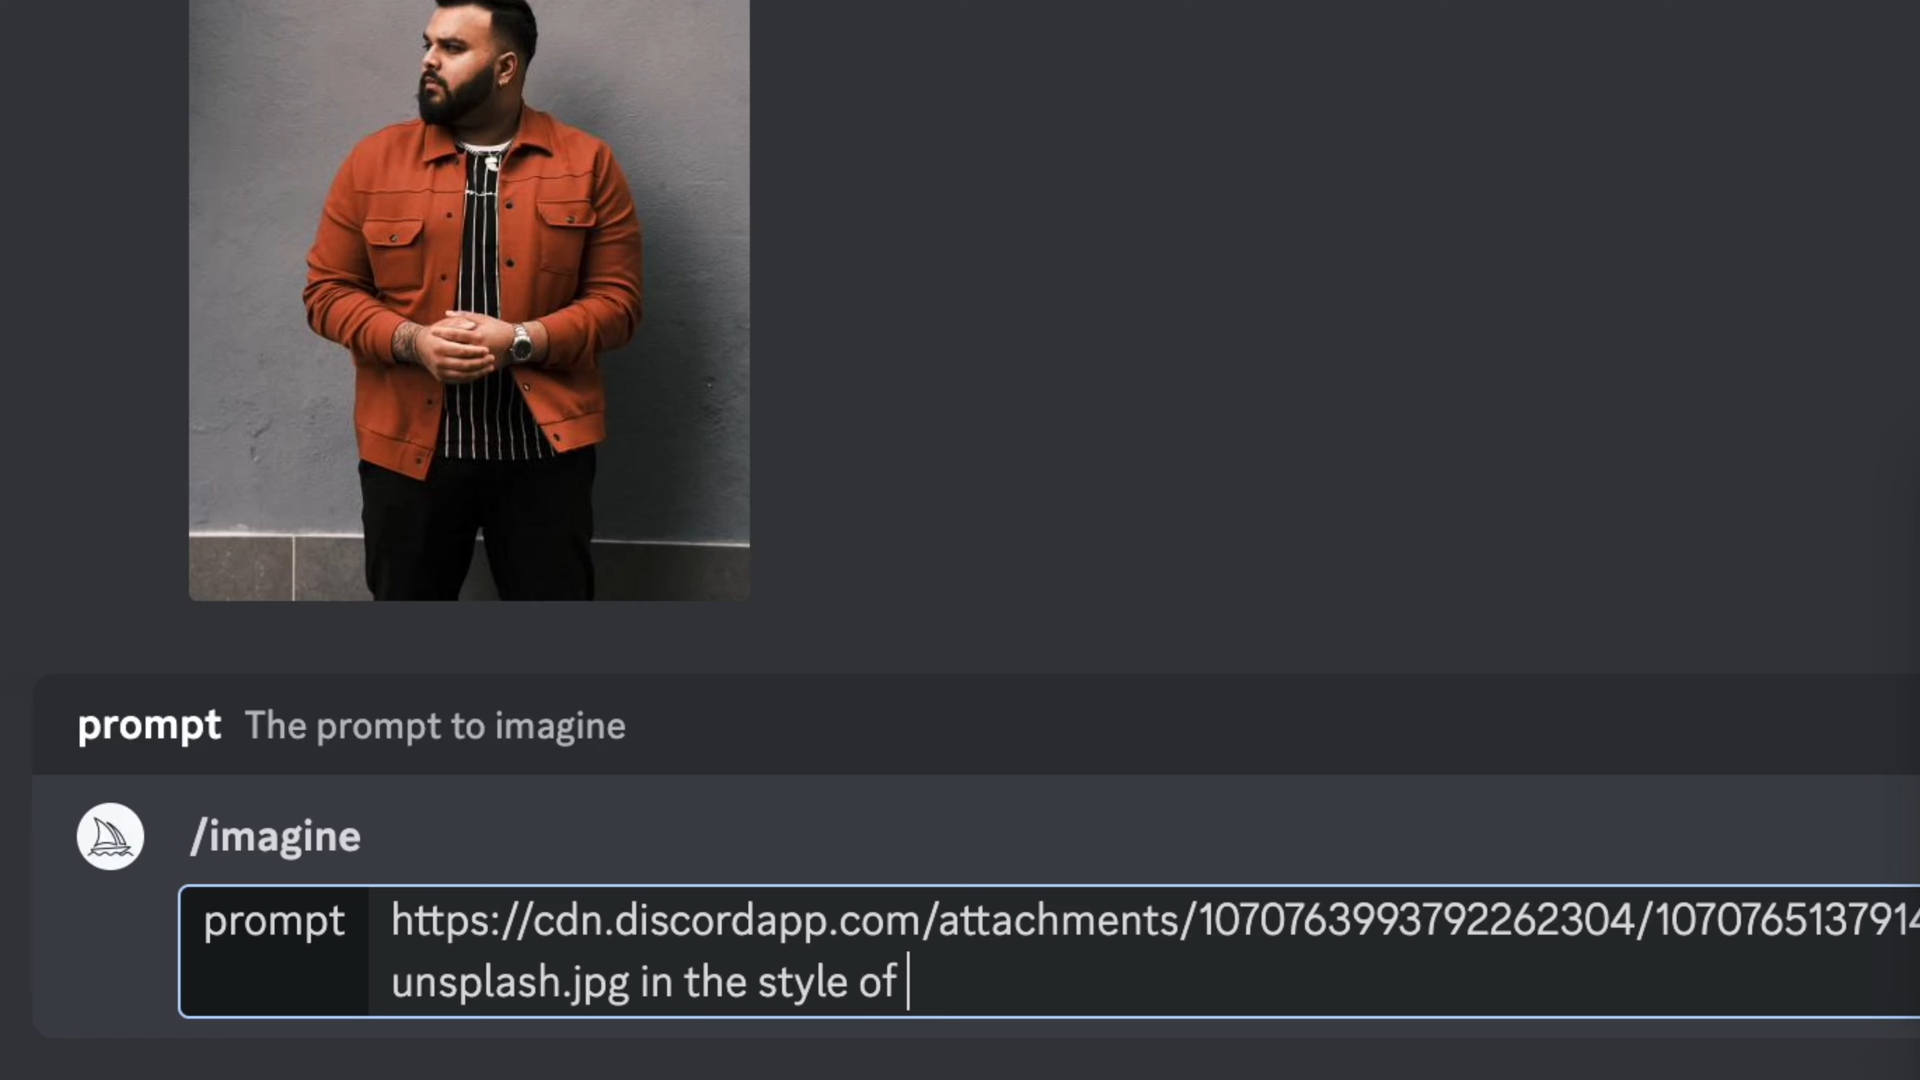 prompt The prompt to imagine
/imagine
prompt https://cdn.discordapp.com/attachments/1070763993792262304/107076513791
unsplash.jpg in the style of